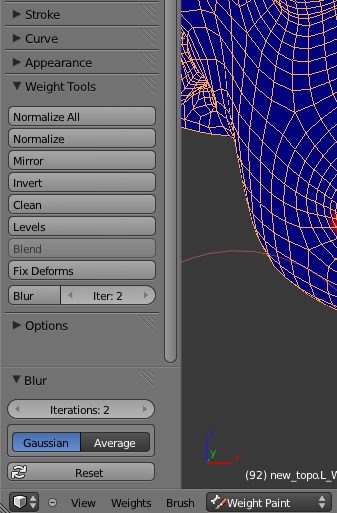 Stroke
Curve
Appearance
Weight Tools
Normalize All
Normalize
Mirror
Invert
Clean
Levels
Blend
Fix Deforms
Blur Iter: 2
Options
Blur
Iterations: 2
Gaussian Average
Reset
y
(92) new_topo.L_
View Weights Brush Weight Paint